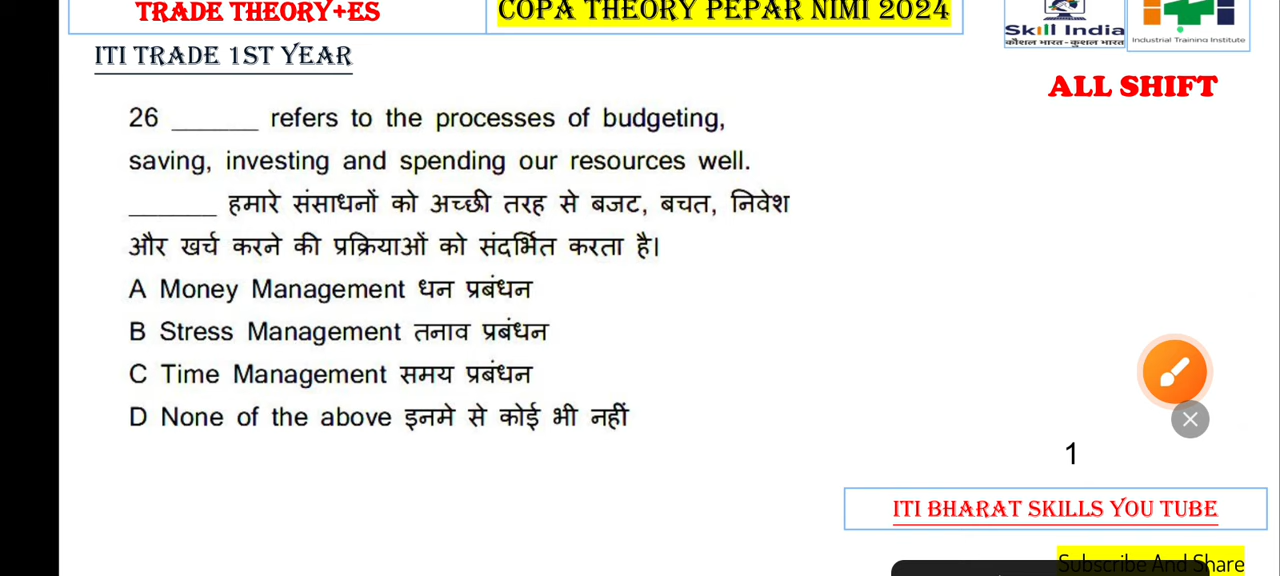 TRADE THEORY+ES
COPA THEORY PEPAR NIMI 2024
Skill India
कौशल भारत - कुशल भारत
Industrial Training Institute
ITI TRADE 1ST YEAR
ALL SHIFT
26 ______ refers to the processes of budgeting,
saving, investing and spending our resources well.
______ हमारे संसाधनों को अच्छी तरह से बजट, बचत, निवेश
और खर्च करने की प्रक्रियाओं को संदर्भित करता है।
A Money Management धन प्रबंधन
B Stress Management तनाव प्रबंधन
C Time Management समय प्रबंधन
D None of the above इनमे से कोई भी नहीं
1
ITI BHARAT SKILLS YOU TUBE
Subscribe And Share